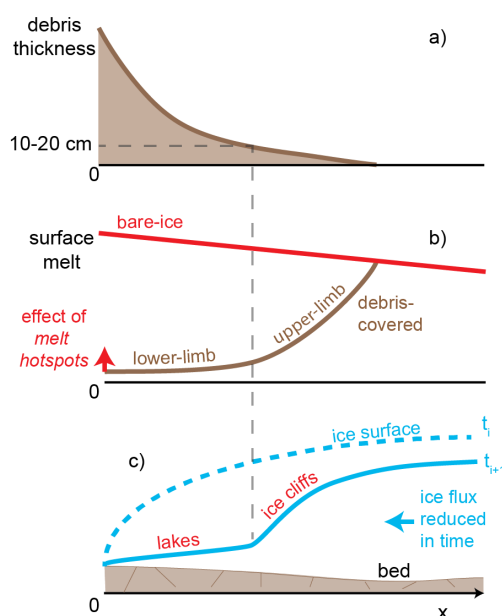 debris
thickness
a)
10-20 cm
0
bare-ice
b)
surface
melt
upper-limb
debris-
covered
effect of
melt
hotspots
lower-limb
0
t i
ice surface
c)
t i+
ice cliffs
ice flux
reduced
in time
lakes
bed
0
x